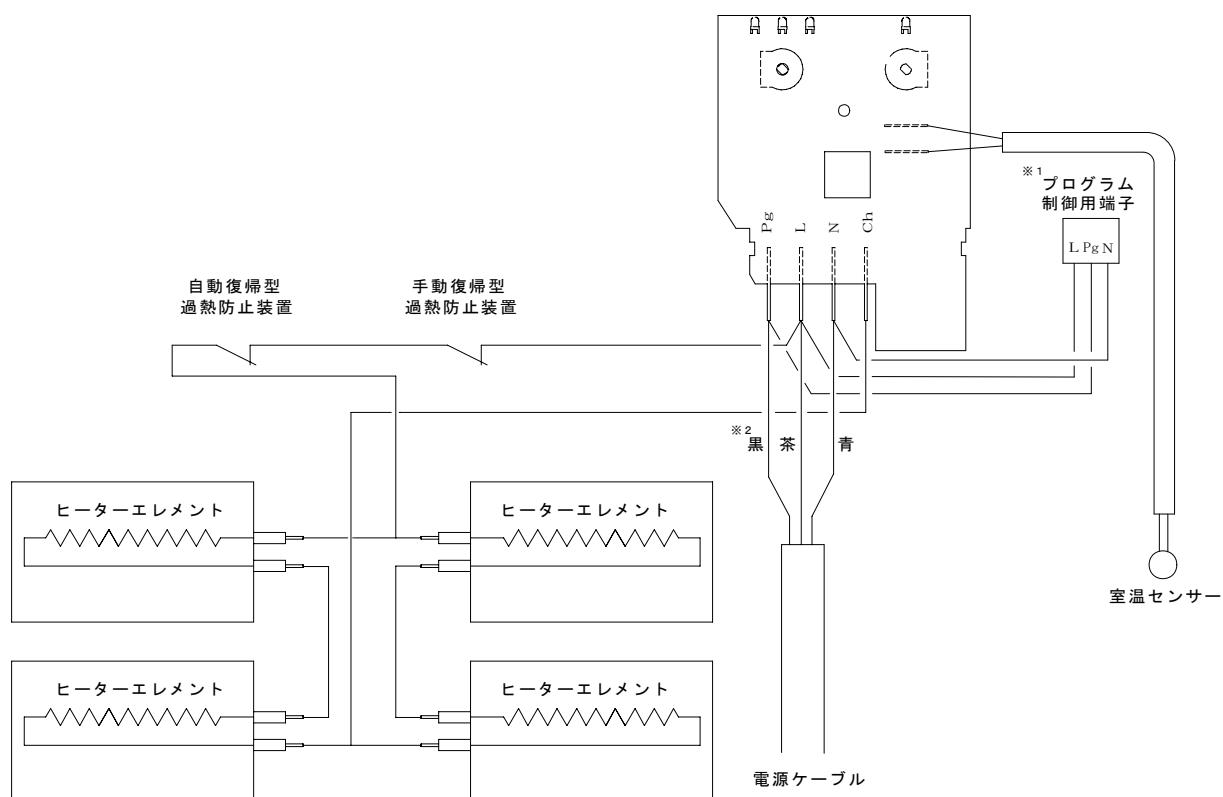 ※1
プログラム
制御用端子
Pg L N Ch
L Pg N
自動復帰型
過熱防止装置
手動復帰型
過熱防止装置
※2
黒 茶 青
ヒーターエレメント
ヒーターエレメント
室温センサー
ヒーターエレメント
ヒーターエレメント
電源ケーブル